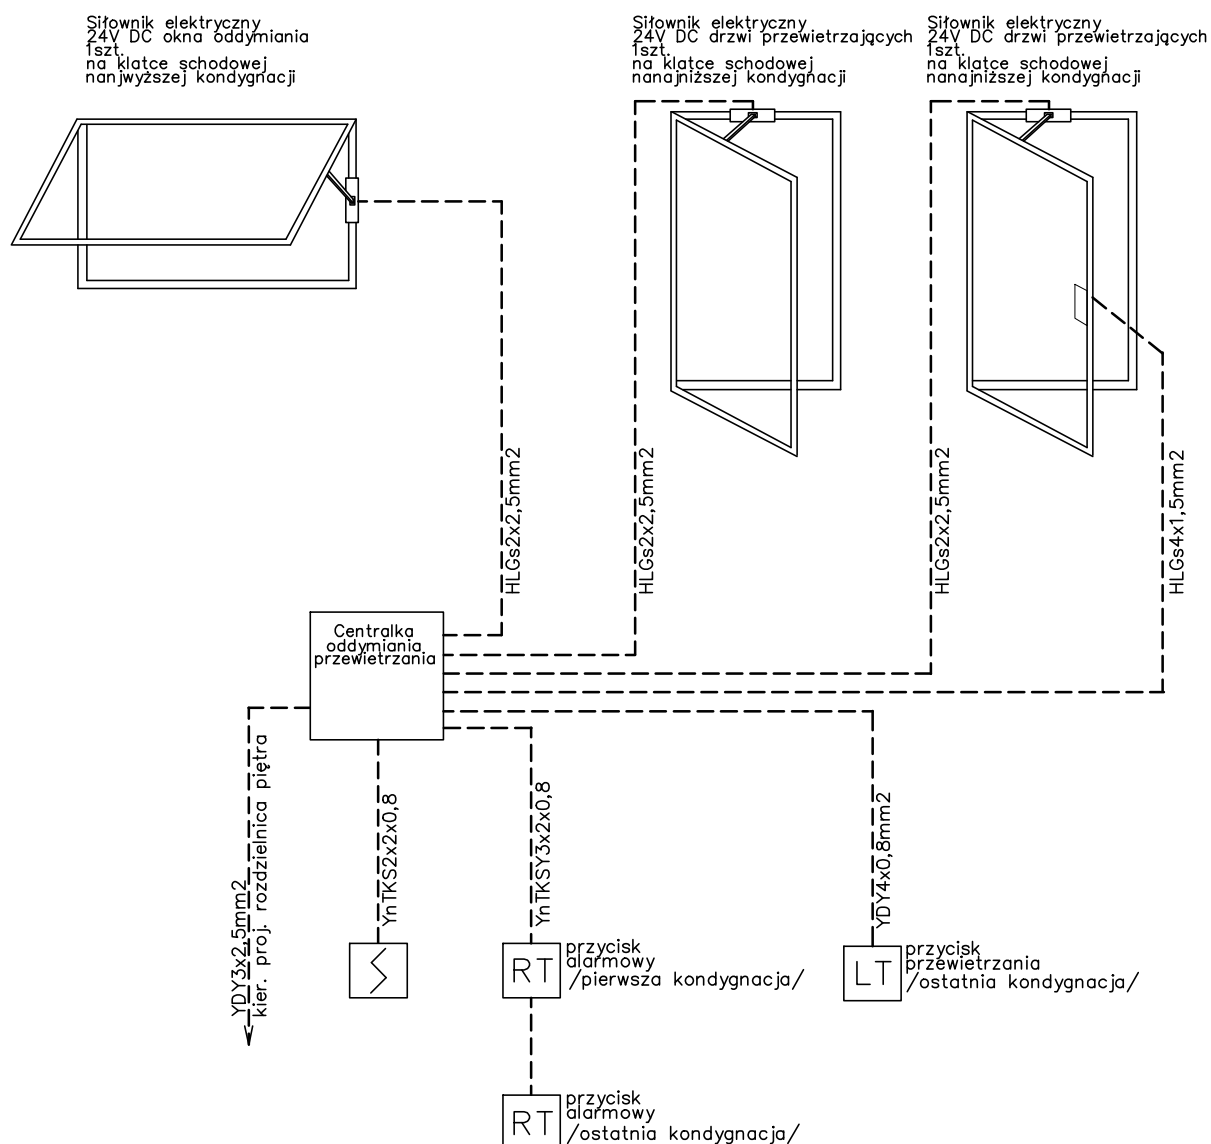 Siłownik elektryczny
24V DC okna oddymiania
1szt.
na klatce schodowej
nanjwyższej kondygnacji
Siłownik elektryczny
24V DC drzwi przewietrzających
1szt.
na klatce schodowej
nanajniższej kondygnacji
Siłownik elektryczny
24V DC drzwi przewietrzających
1szt.
na klatce schodowej
nanajniższej kondygnacji
HLGs2x2,5mm2
HLGs2x2,5mm2
HLGs2x2,5mm2
HLGs4x1,5mm2
Centralka
oddymiania
przewietrzania
YDY3x2,5mm2
kier. proj. rozdzielnica piętra
YnTKS2x2x0,8
YnTKSY3x2x0,8
YDY4x0,8mm2
RT
przycisk
alarmowy
/pierwsza kondygnacja/
LT
przycisk
przewietrzania
/ostatnia kondygnacja/
RT
przycisk
alarmowy
/ostatnia kondygnacja/